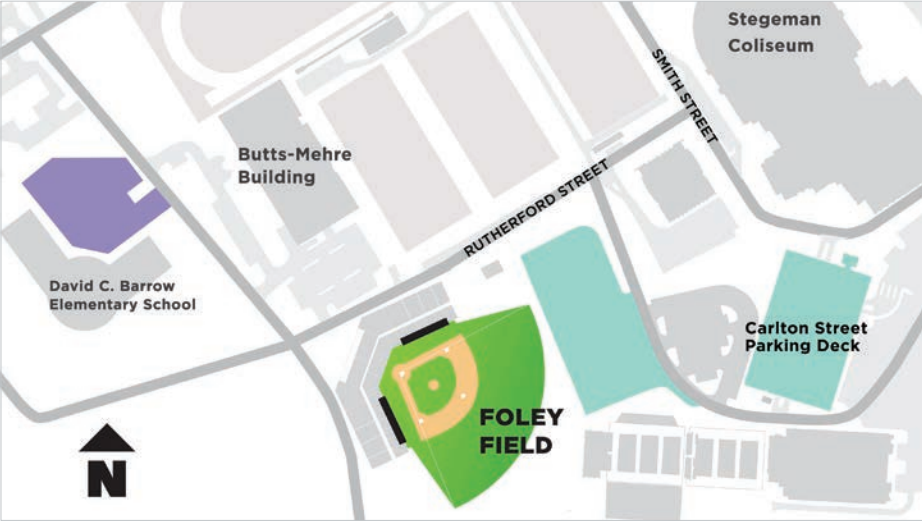 Stegeman
Coliseum
SMITH STREET
Butts-Mehre
Building
RUTHERFORD STREET
David C. Barrow
Elementary School
Carlton Street
Parking Deck
FOLEY
FIELD
N